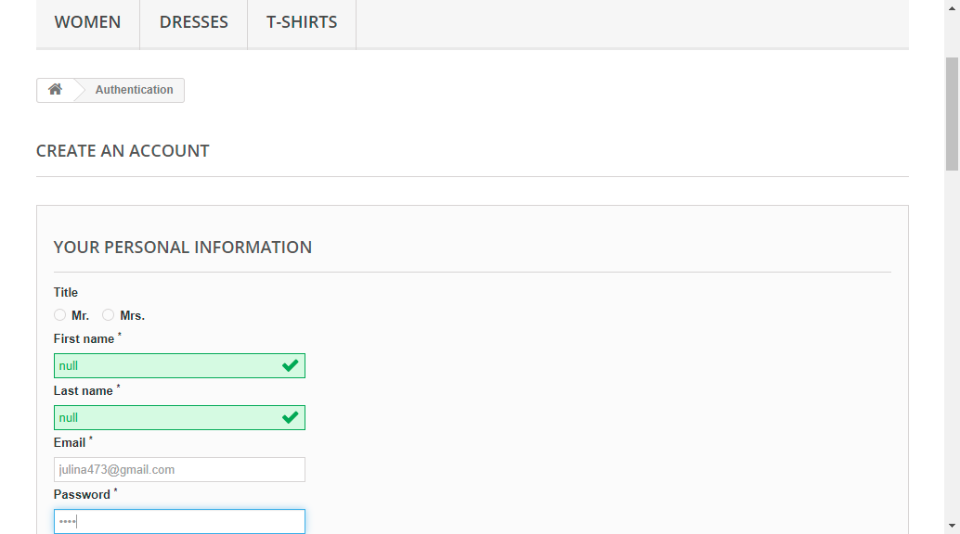 WOMEN DRESSES T-SHIRTS
Authentication
CREATE AN ACCOUNT
YOUR PERSONAL INFORMATION
Title
Mr. Mrs.
First name *
null
Last name *
null
Email *
julina473@gmail.com
Password *
••••